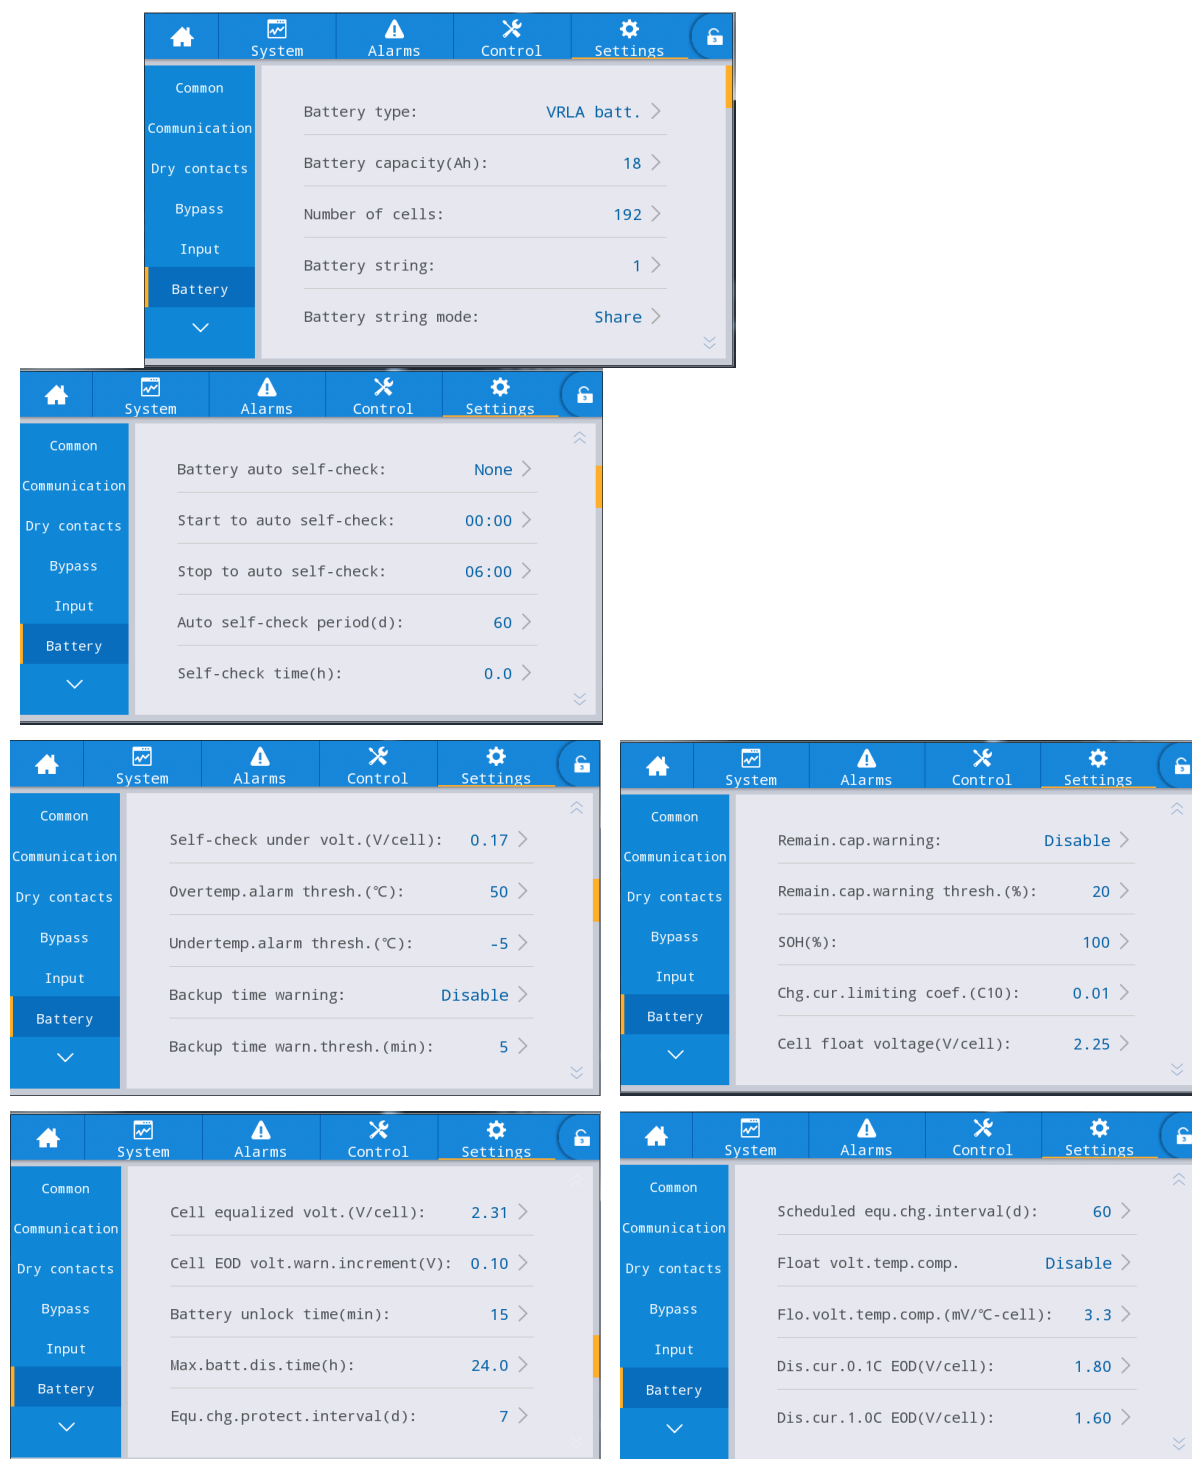 System Alarms Control Settings
Common
Communication
Dry contacts
Bypass
Input
Battery
Battery type: VRLA batt.
Battery capacity(Ah): 18
Number of cells: 192
Battery string: 1
Battery string mode: Share
System Alarms Control Settings
Common
Communication
Dry contacts
Bypass
Input
Battery
Battery auto self-check: None
Start to auto self-check: 00:00
Stop to auto self-check: 06:00
Auto self-check period(d): 60
Self-check time(h): 0.0
System Alarms Control Settings
Common
Communication
Dry contacts
Bypass
Input
Battery
Self-check under volt.(V/cell): 0.17
Overtemp.alarm thresh.(℃): 50
Undertemp.alarm thresh.(℃): -5
Backup time warning: Disable
Backup time warn.thresh.(min): 5
System Alarms Control Settings
Common
Communication
Dry contacts
Bypass
Input
Battery
Remain.cap.warning: Disable
Remain.cap.warning thresh.(%): 20
SOH(%): 100
Chg.cur.limiting coef.(C10): 0.01
Cell float voltage(V/cell): 2.25
System Alarms Control Settings
Common
Communication
Dry contacts
Bypass
Input
Battery
Cell equalized volt.(V/cell): 2.31
Cell EOD volt.warn.increment(V): 0.10
Battery unlock time(min): 15
Max.batt.dis.time(h): 24.0
Equ.chg.protect.interval(d): 7
System Alarms Control Settings
Common
Communication
Dry contacts
Bypass
Input
Battery
Scheduled equ.chg.interval(d): 60
Float volt.temp.comp. Disable
Flo.volt.temp.comp.(mV/℃-cell): 3.3
Dis.cur.0.1C EOD(V/cell): 1.80
Dis.cur.1.0C EOD(V/cell): 1.60